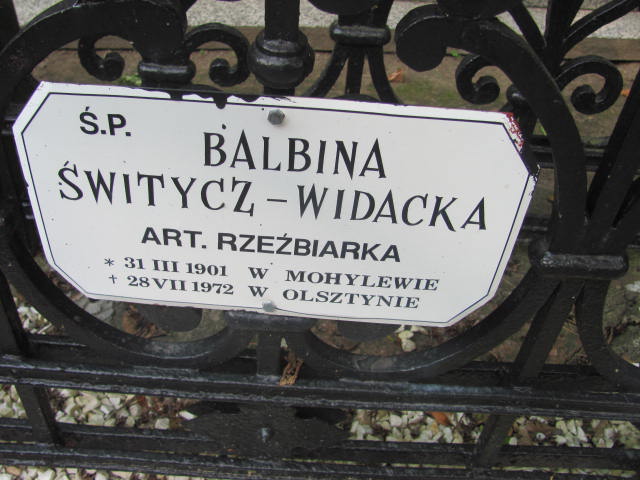 Ś.P.
BALBINA
ŚWITYCZ-WIDACKA
ART. RZEŹBIARKA
* 31 III 1901 W MOHYLEWIE
† 28 VII 1972 W OLSZTYNIE